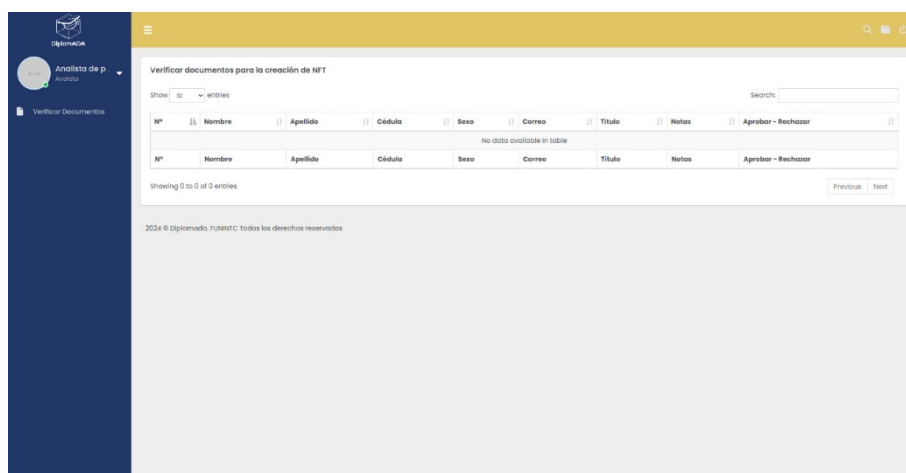 DiplomADA
Analista de p
Analista
Verificar Documentos
Verificar documentos para la creación de NFT
Show 10 entries
Search:
N° Nombre Apellido Cédula Sexo Correo Título Notas Aprobar - Rechazar
No data available in table
N° Nombre Apellido Cédula Sexo Correo Título Notas Aprobar - Rechazar
Showing 0 to 0 of 0 entries
Previous Next
2024 © Diplomada. FUNINTC Todos los derechos reservados